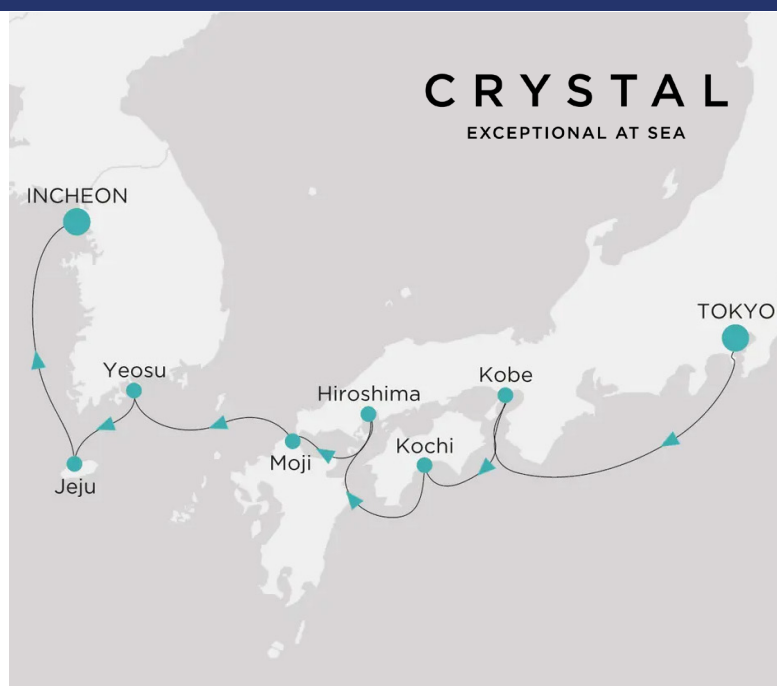 CRYSTAL
EXCEPTIONAL AT SEA
INCHEON
TOKYO
Yeosu
Kobe
Hiroshima
Kochi
Moji
Jeju